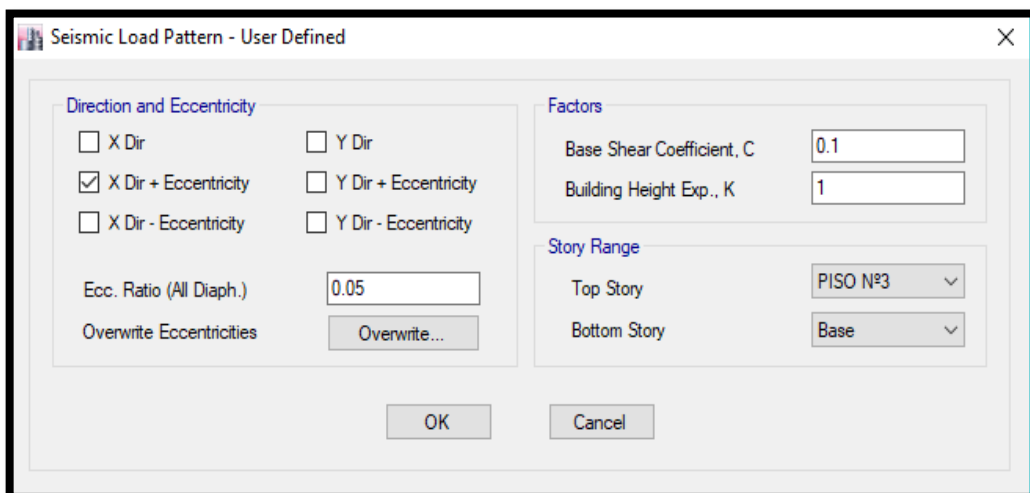 Seismic Load Pattern - User Defined
Direction and Eccentricity
X Dir
Y Dir
X Dir + Eccentricity
Y Dir + Eccentricity
X Dir - Eccentricity
Y Dir - Eccentricity
Ecc. Ratio (All Diaph.)
0.05
Overwrite Eccentricities
Overwrite...
Factors
Base Shear Coefficient, C
0.1
Building Height Exp., K
1
Story Range
Top Story
PISO Nº3
Bottom Story
Base
OK
Cancel